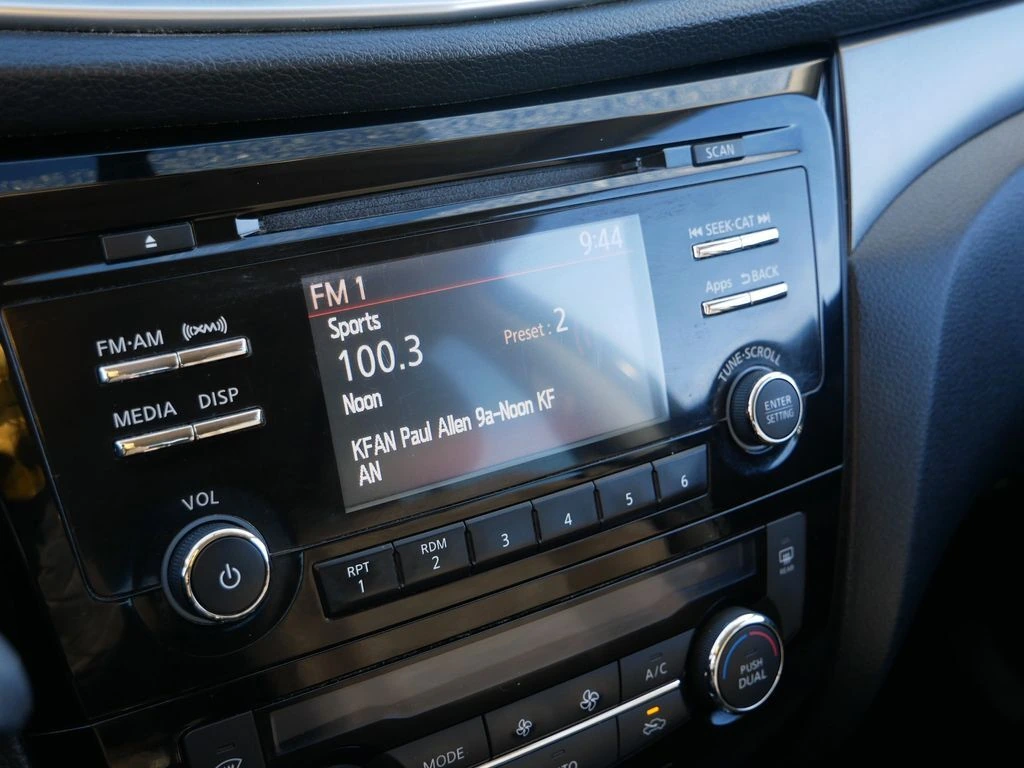 SCAN
SEEK·CAT
Apps BACK
TUNE·SCROLL
ENTER
SETTING
FM 1 9:44
Sports
100.3 Preset : 2
Noon
KFAN Paul Allen 9a-Noon KF
AN
FM·AM ((XM))
MEDIA DISP
VOL
RPT
1
RDM
2
3
4
5
6
REAR
A/C
PUSH
DUAL
MODE